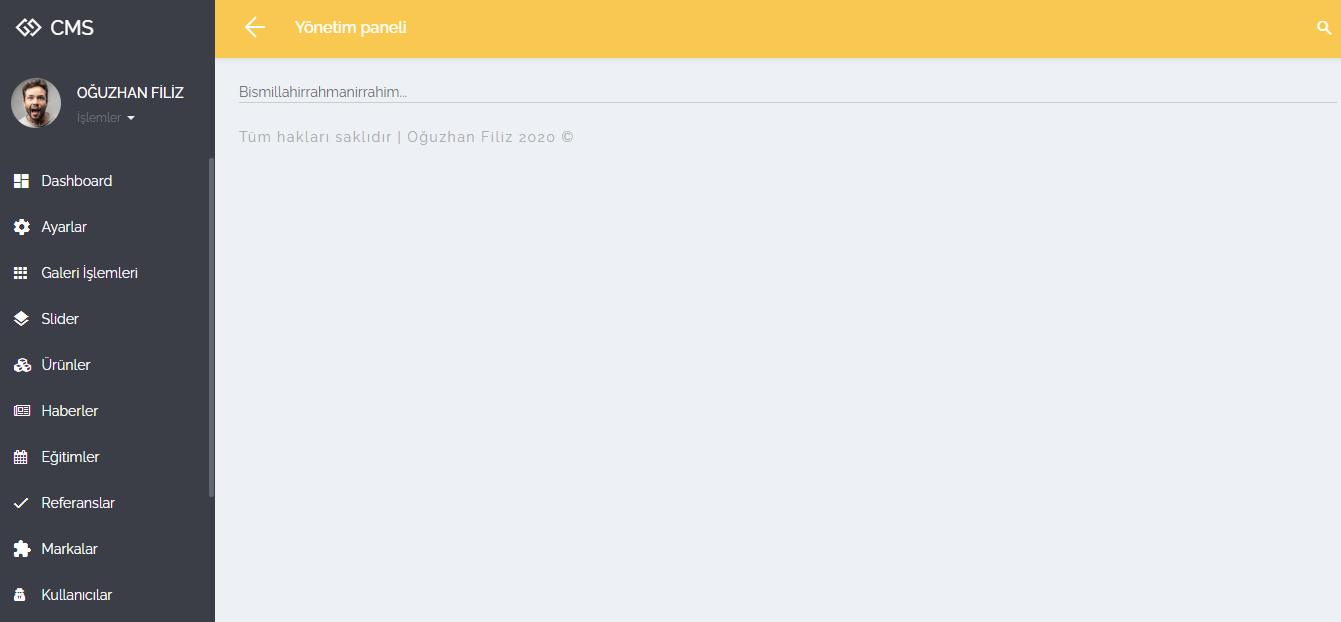 CMS
Yönetim paneli
OĞUZHAN FİLİZ
İşlemler
Dashboard
Ayarlar
Galeri İşlemleri
Slider
Ürünler
Haberler
Eğitimler
Referanslar
Markalar
Kullanıcılar
Bismillahirrahmanirrahim...
Tüm hakları saklıdır | Oğuzhan Filiz 2020 ©